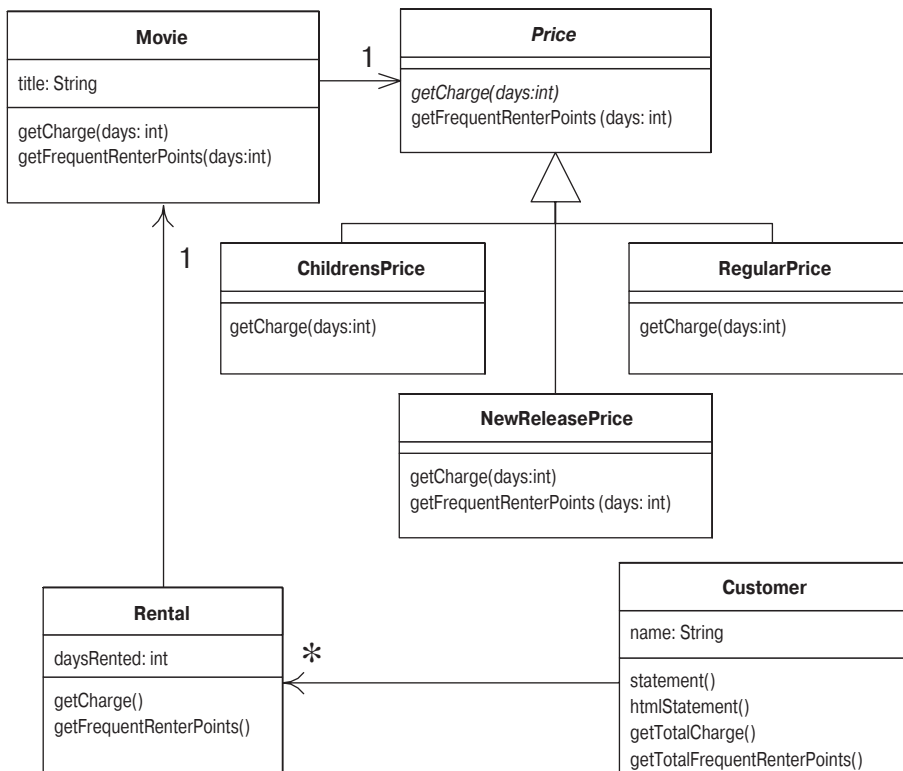 Movie
title: String
getCharge(days: int)
getFrequentRenterPoints(days:int)
1
Price
getCharge(days:int)
getFrequentRenterPoints (days: int)
1
ChildrensPrice
getCharge(days:int)
RegularPrice
getCharge(days:int)
NewReleasePrice
getCharge(days:int)
getFrequentRenterPoints (days: int)
Rental
daysRented: int
getCharge()
getFrequentRenterPoints()
*
Customer
name: String
statement()
htmlStatement()
getTotalCharge()
getTotalFrequentRenterPoints()